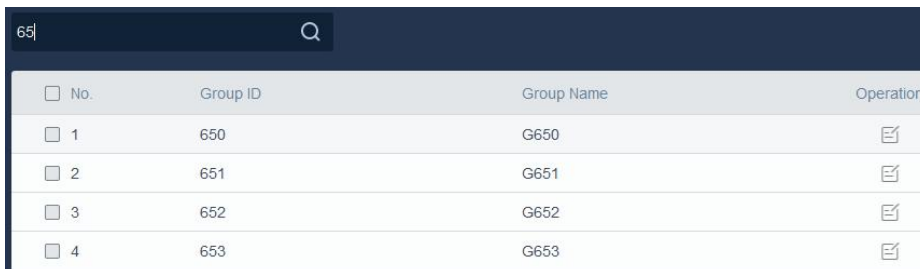 65
No. Group ID Group Name Operation
1 650 G650
2 651 G651
3 652 G652
4 653 G653